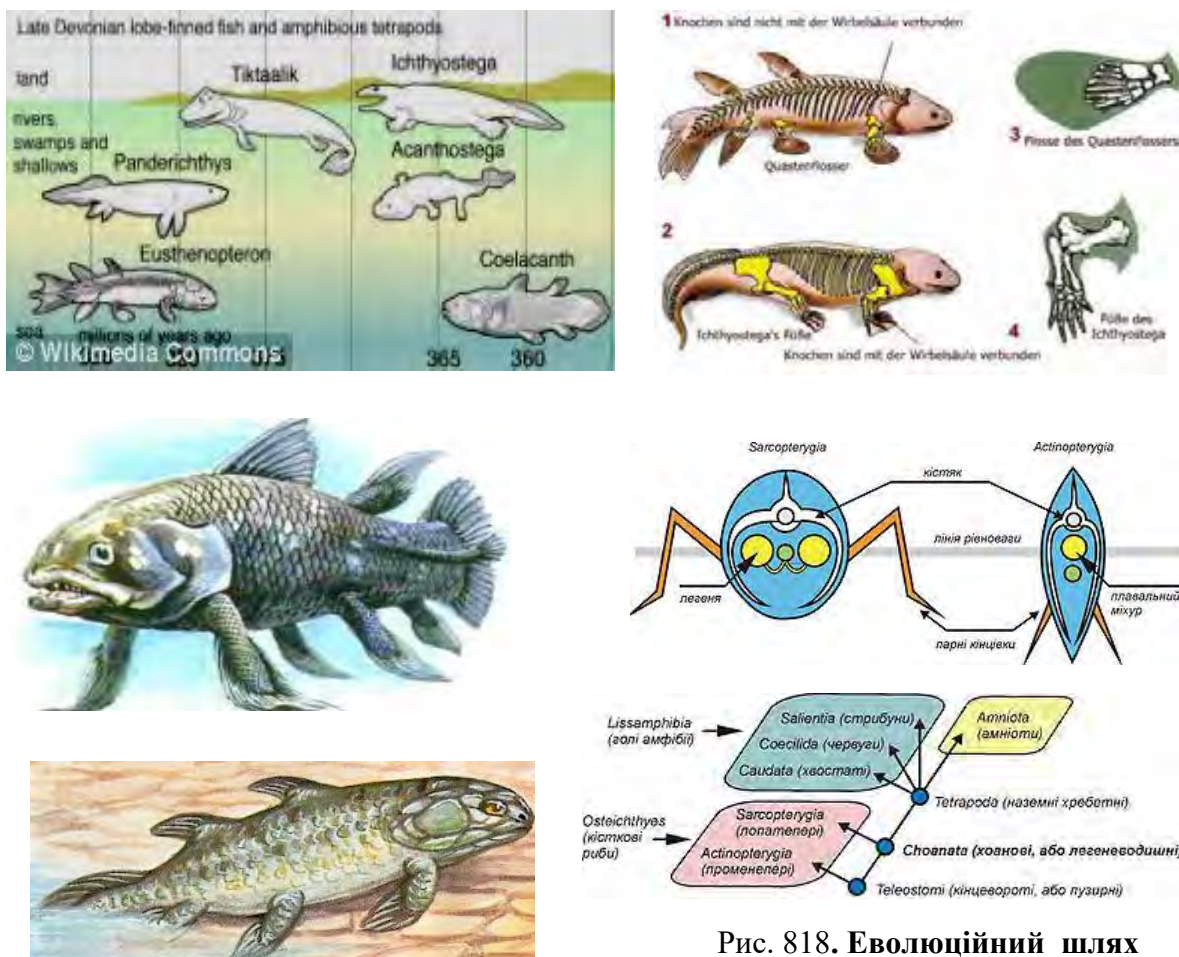 Late Devonian lobe-finned fish and amphibious tetrapods
land
Tiktaalik
Ichthyostega
rivers,
swamps and
shallows
Acanthostega
Panderichthys
Eusthenopteron
Coelacanth
sea
millions of years ago
© Wikimedia Commons
365 360
1 Knochen sind nicht mit der Wirbelsäule verbunden
Quastenflosser
3 Flosse des Quastenflossers
2
Ichthyostega's Füße
Knochen sind mit der Wirbelsäule verbunden
4
Füße des
Ichthyostega
Sarcopterygia
Actinopterygia
кістяк
лінія рівноваги
легеня
плавальний
міхур
парні кінцівки
Lissamphibia
(голі амфібії)
Salientia (стрибуни)
Coecilida (червуги)
Caudata (хвостаті)
Amniota
(амніоти)
Tetrapoda (наземні хребетні)
Osteichthyes
(кісткові
риби)
Sarcopterygia
(лопатепері)
Actinopterygia
(променепері)
Choanata (хоанові, або легеневодишні)
Teleostomi (кінцевороті, або пузирні)
Рис. 818. Еволюційний шлях